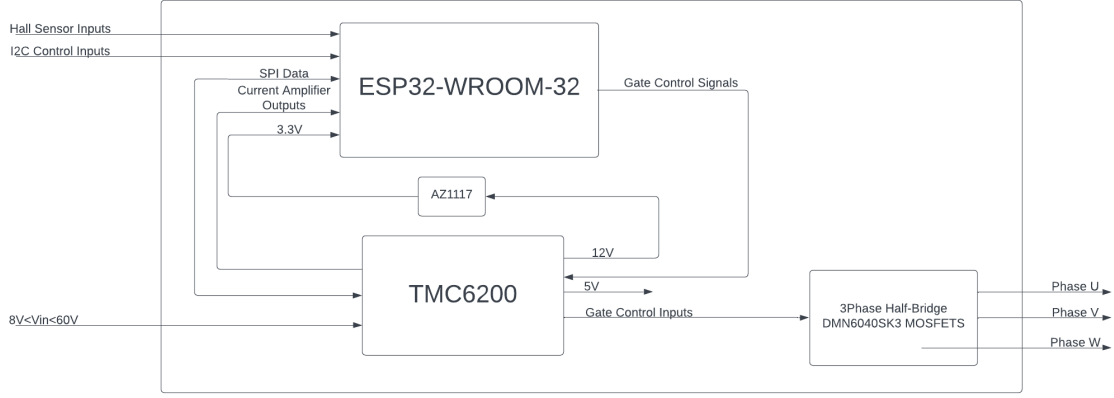 Hall Sensor Inputs
I2C Control Inputs
SPI Data
Current Amplifier
Outputs
3.3V
ESP32-WROOM-32
Gate Control Signals
AZ1117
12V
TMC6200
5V
Gate Control Inputs
8V<Vin<60V
3Phase Half-Bridge
DMN6040SK3 MOSFETS
Phase U
Phase V
Phase W